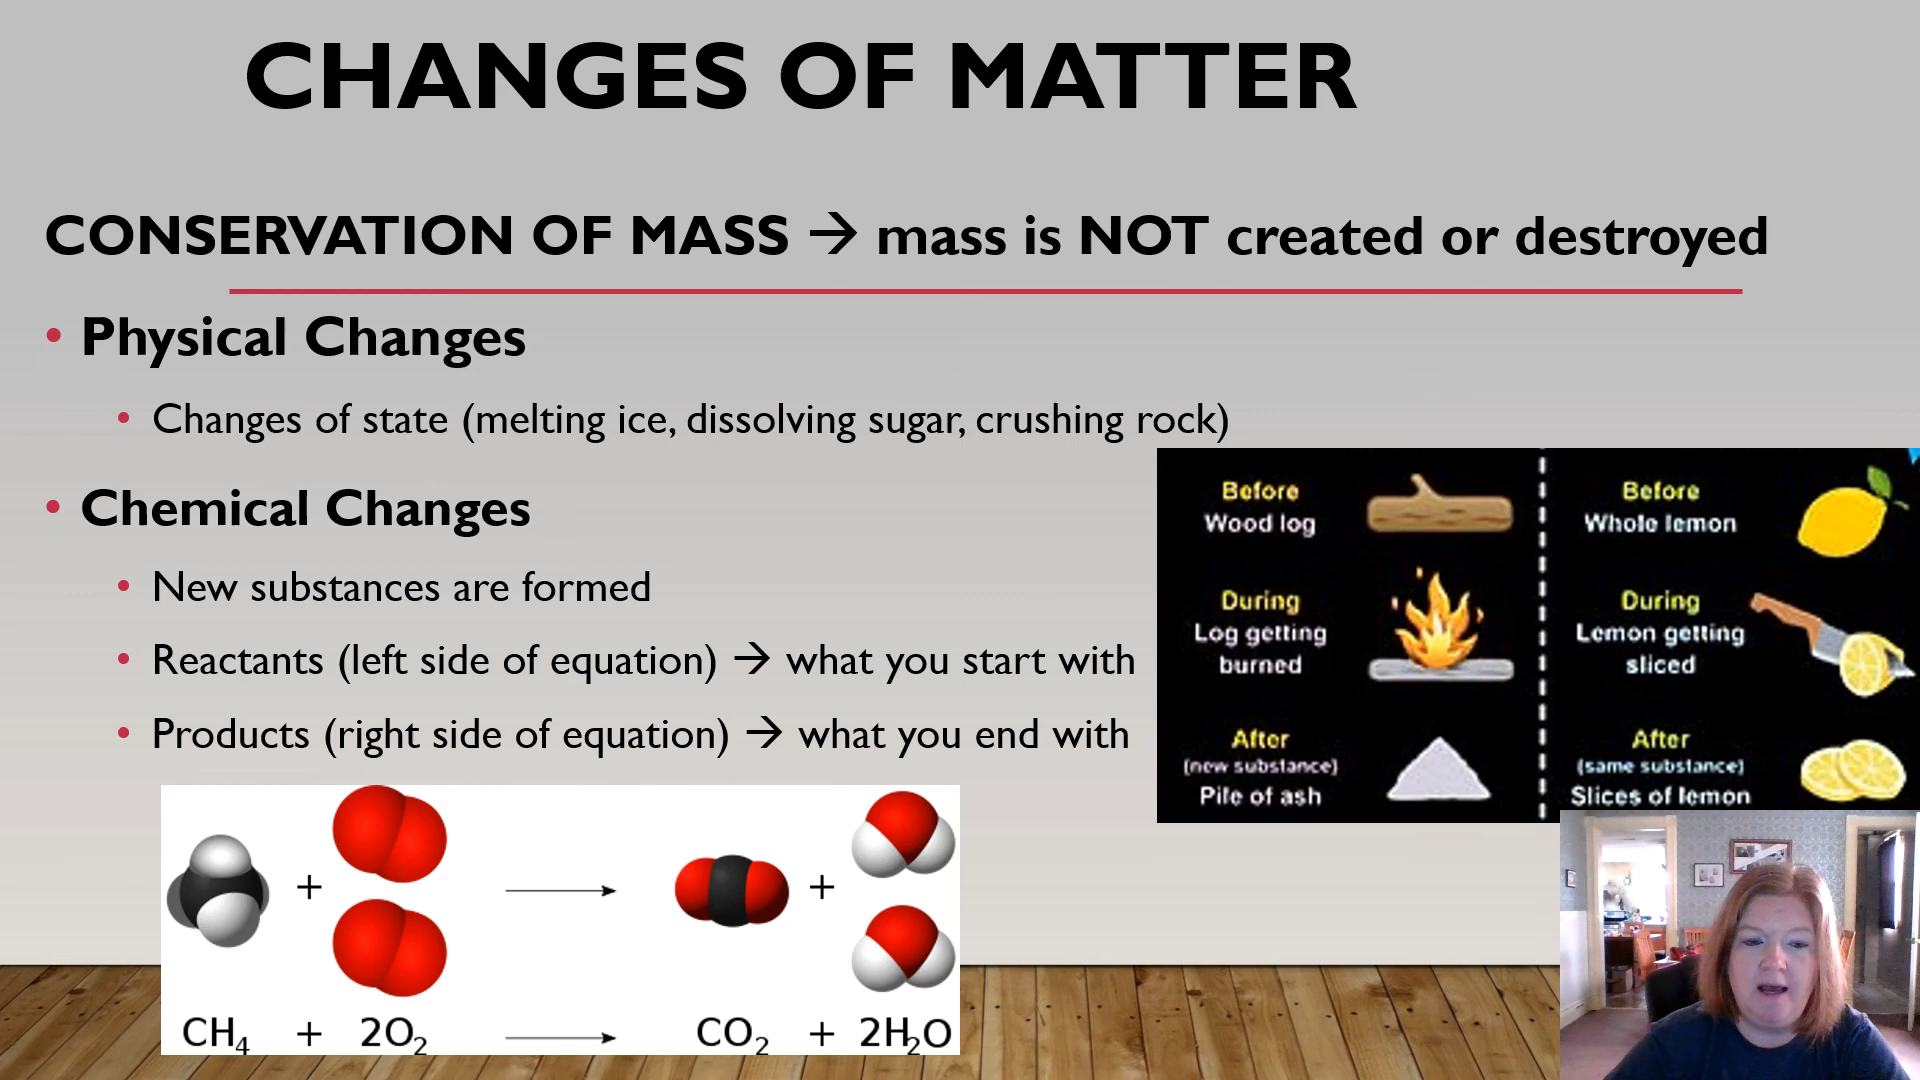 CHANGES OF MATTER
CONSERVATION OF MASS → mass is NOT created or destroyed
• Physical Changes
• Changes of state (melting ice, dissolving sugar, crushing rock)
• Chemical Changes
• New substances are formed
• Reactants (left side of equation) → what you start with
• Products (right side of equation) → what you end with
Before
Wood log
During
Log getting
burned
After
(new substance)
Pile of ash
Before
Whole lemon
During
Lemon getting
sliced
After
(same substance)
Slices of lemon
+ +
CH₄ + 2O₂ → CO₂ + 2H₂O